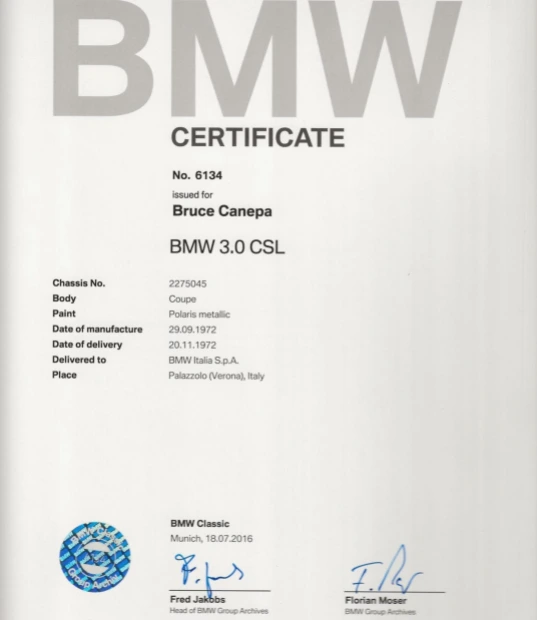 BMW
CERTIFICATE
No. 6134
issued for
Bruce Canepa
BMW 3.0 CSL
Chassis No. 2275045
Body Coupe
Paint Polaris metallic
Date of manufacture 29.09.1972
Date of delivery 20.11.1972
Delivered to BMW Italia S.p.A.
Place Palazzolo (Verona), Italy
BMW Classic
Munich, 18.07.2016
BMW
Group Archiv
Fred Jakobs
Head of BMW Group Archives
Florian Moser
BMW Group Archives